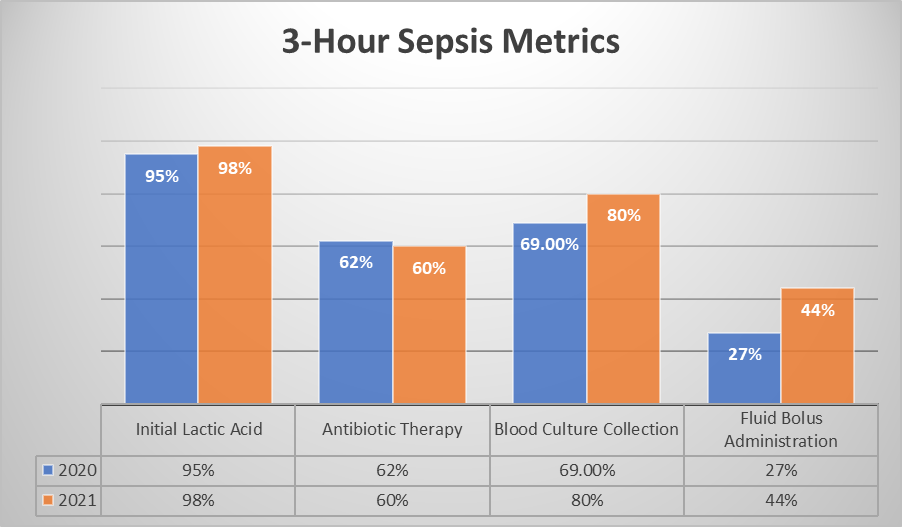 3-Hour Sepsis Metrics
95%
98%
62%
60%
69.00%
80%
27%
44%
Initial Lactic Acid
Antibiotic Therapy
Blood Culture Collection
Fluid Bolus
Administration
2020 95% 62% 69.00% 27%
2021 98% 60% 80% 44%